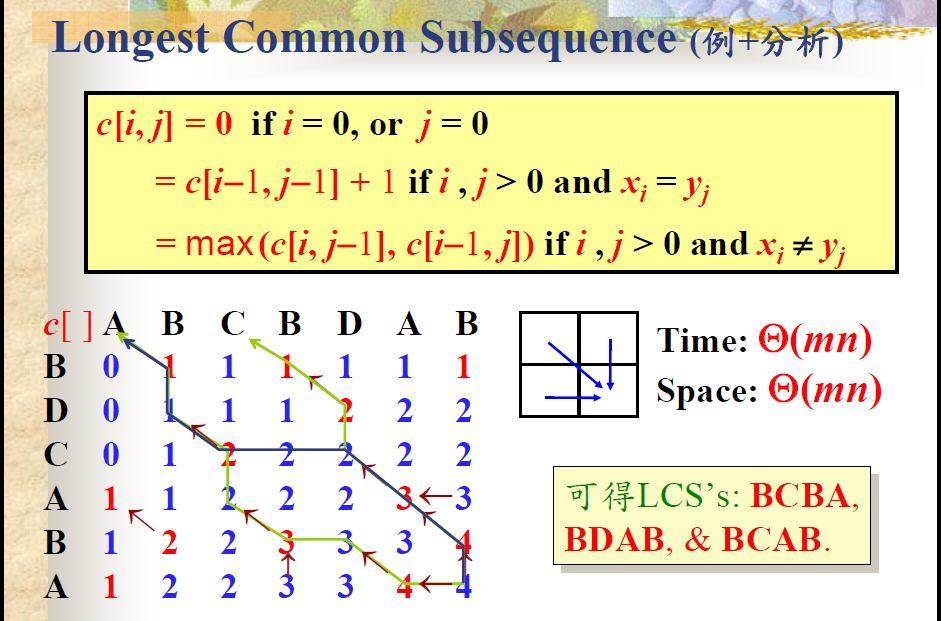 Longest Common Subsequence (例+分析)
c[i, j] = 0 if i = 0, or j = 0
= c[i–1, j–1] + 1 if i , j > 0 and xi = yj
= max (c[i, j–1], c[i–1, j]) if i , j > 0 and xi ≠ yj
c[ ] A B C B D A B
B 0 1 1 1 1 1 1
D 0 1 1 1 2 2 2
C 0 1 2 2 2 2 2
A 1 1 2 2 2 3 3
B 1 2 2 3 3 3 4
A 1 2 2 3 3 4 4
Time: Θ(mn)
Space: Θ(mn)
可得LCS’s: BCBA,
BDAB, & BCAB.